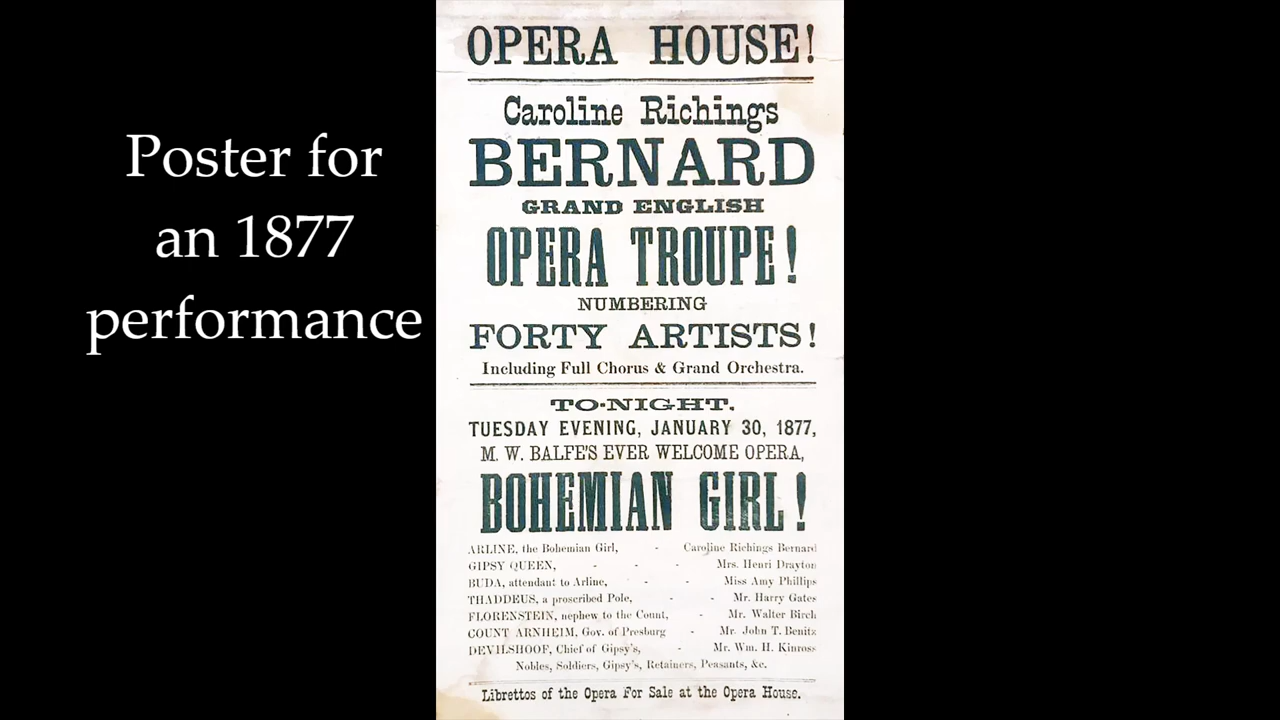 Poster for
an 1877
performance
OPERA HOUSE!
Caroline Richings
BERNARD
GRAND ENGLISH
OPERA TROUPE!
NUMBERING
FORTY ARTISTS!
Including Full Chorus & Grand Orchestra.
TO-NIGHT,
TUESDAY EVENING, JANUARY 30, 1877,
M. W. BALFE'S EVER WELCOME OPERA,
BOHEMIAN GIRL!
ARLINE, the Bohemian Girl, - Caroline Richings Bernard
GIPSY QUEEN, - - - Mrs. Henri Drayton
BUDA, attendant to Arline, - - Miss Amy Phillips
THADDEUS, a proscribed Pole, - - Mr. Harry Gates
FLORENSTEIN, nephew to the Count, - Mr. Walter Birch
COUNT ARNHEIM, Gov. of Presburg - Mr. John T. Benitz
DEVILSHOOF, Chief of Gipsy's, - Mr. Wm. H. Kinross
Nobles, Soldiers, Gipsy's, Retainers, Peasants, &c.
Librettos of the Opera For Sale at the Opera House.